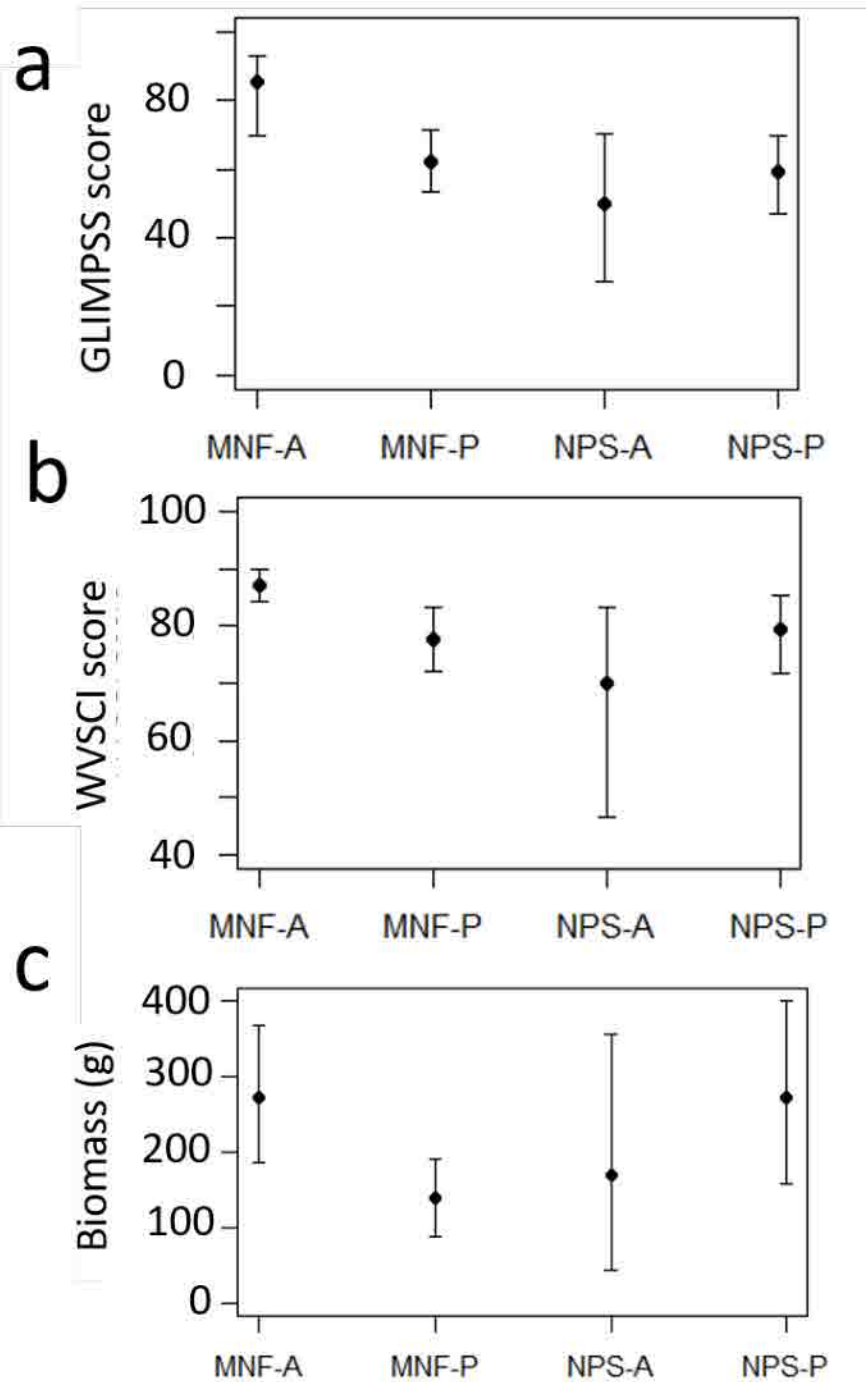 a
GLIMPSS score
80
40
0
MNF-A MNF-P NPS-A NPS-P
b
WVSCI score
100
80
60
40
MNF-A MNF-P NPS-A NPS-P
c
Biomass (g)
400
300
200
100
0
MNF-A MNF-P NPS-A NPS-P